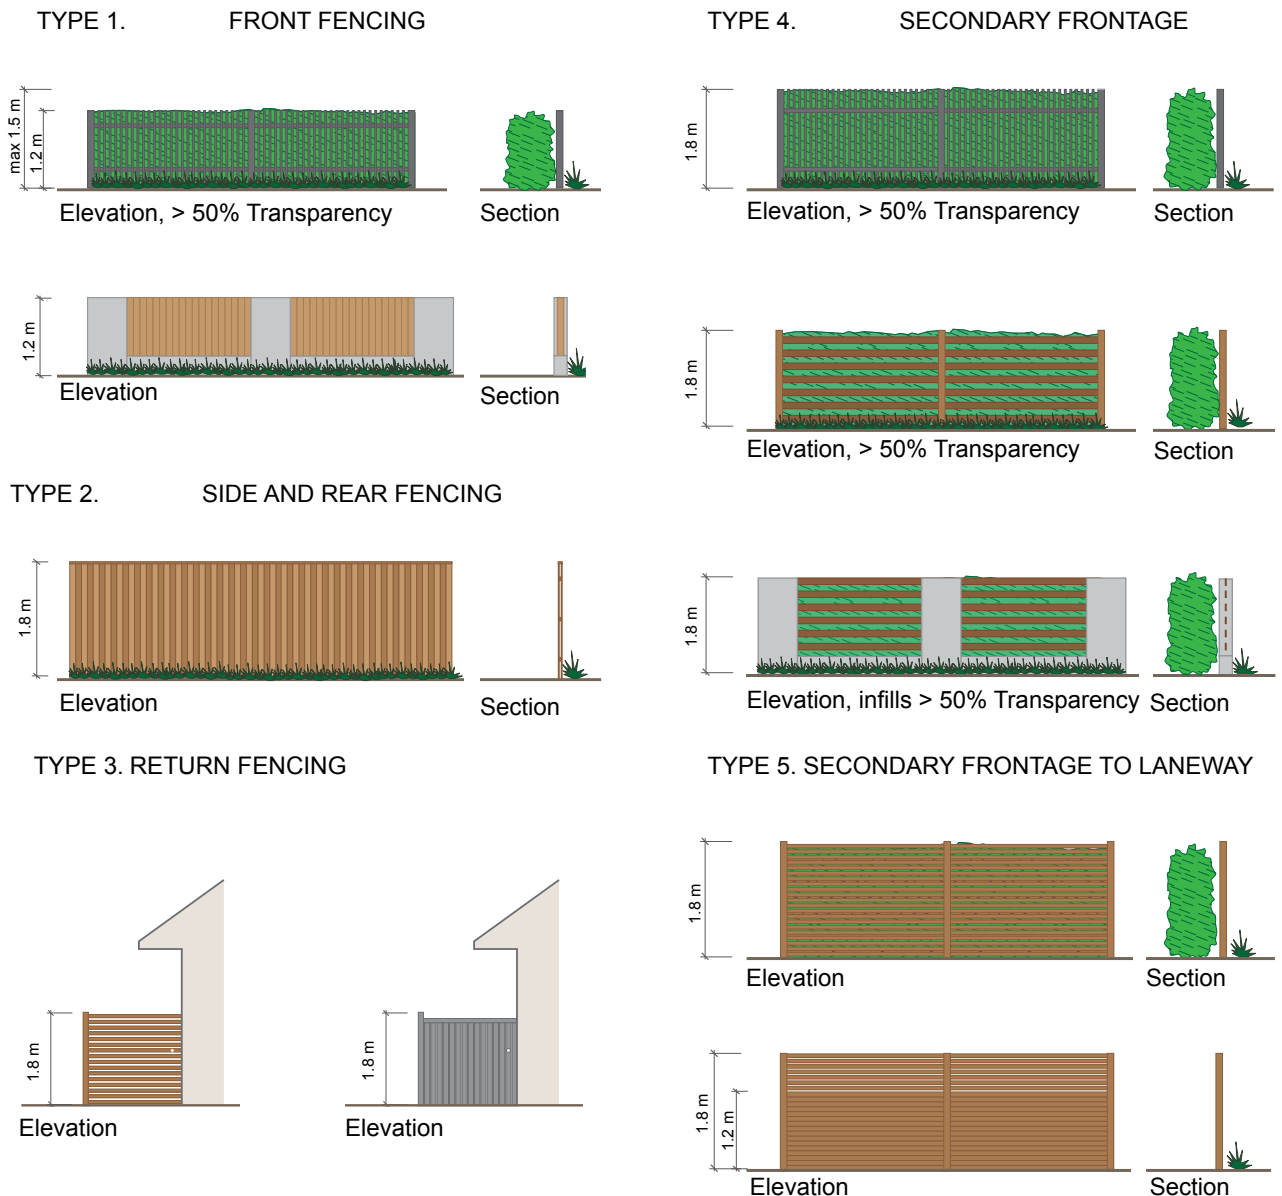 TYPE 1. FRONT FENCING
max 1.5 m
1.2 m
Elevation, > 50% Transparency
Section
1.2 m
Elevation
Section
TYPE 2. SIDE AND REAR FENCING
1.8 m
Elevation
Section
TYPE 3. RETURN FENCING
1.8 m
Elevation
1.8 m
Elevation
TYPE 4. SECONDARY FRONTAGE
1.8 m
Elevation, > 50% Transparency
Section
1.8 m
Elevation, > 50% Transparency
Section
1.8 m
Elevation, infills > 50% Transparency
Section
TYPE 5. SECONDARY FRONTAGE TO LANEWAY
1.8 m
Elevation
Section
1.8 m
1.2 m
Elevation
Section